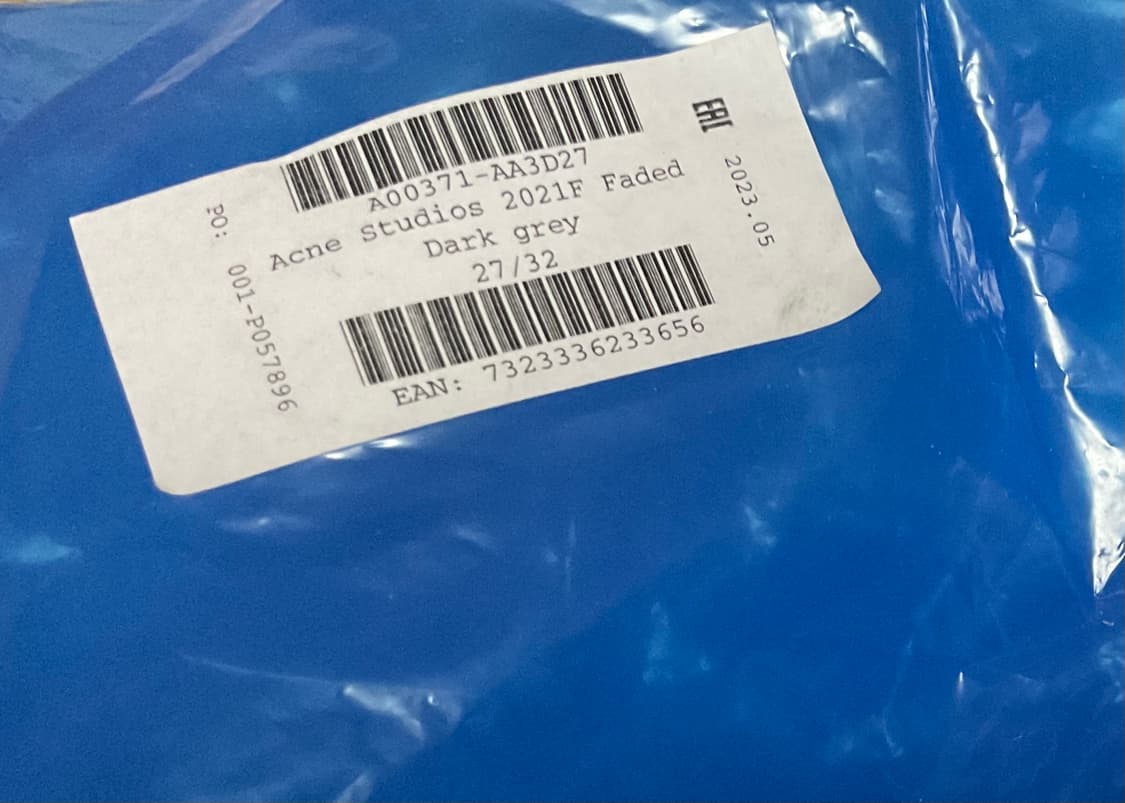 A00371-AA3D27
Acne Studios 2021F Faded
Dark grey
27/32
EAN: 7323336233656
PO: 001-P057896
EAC 2023.05